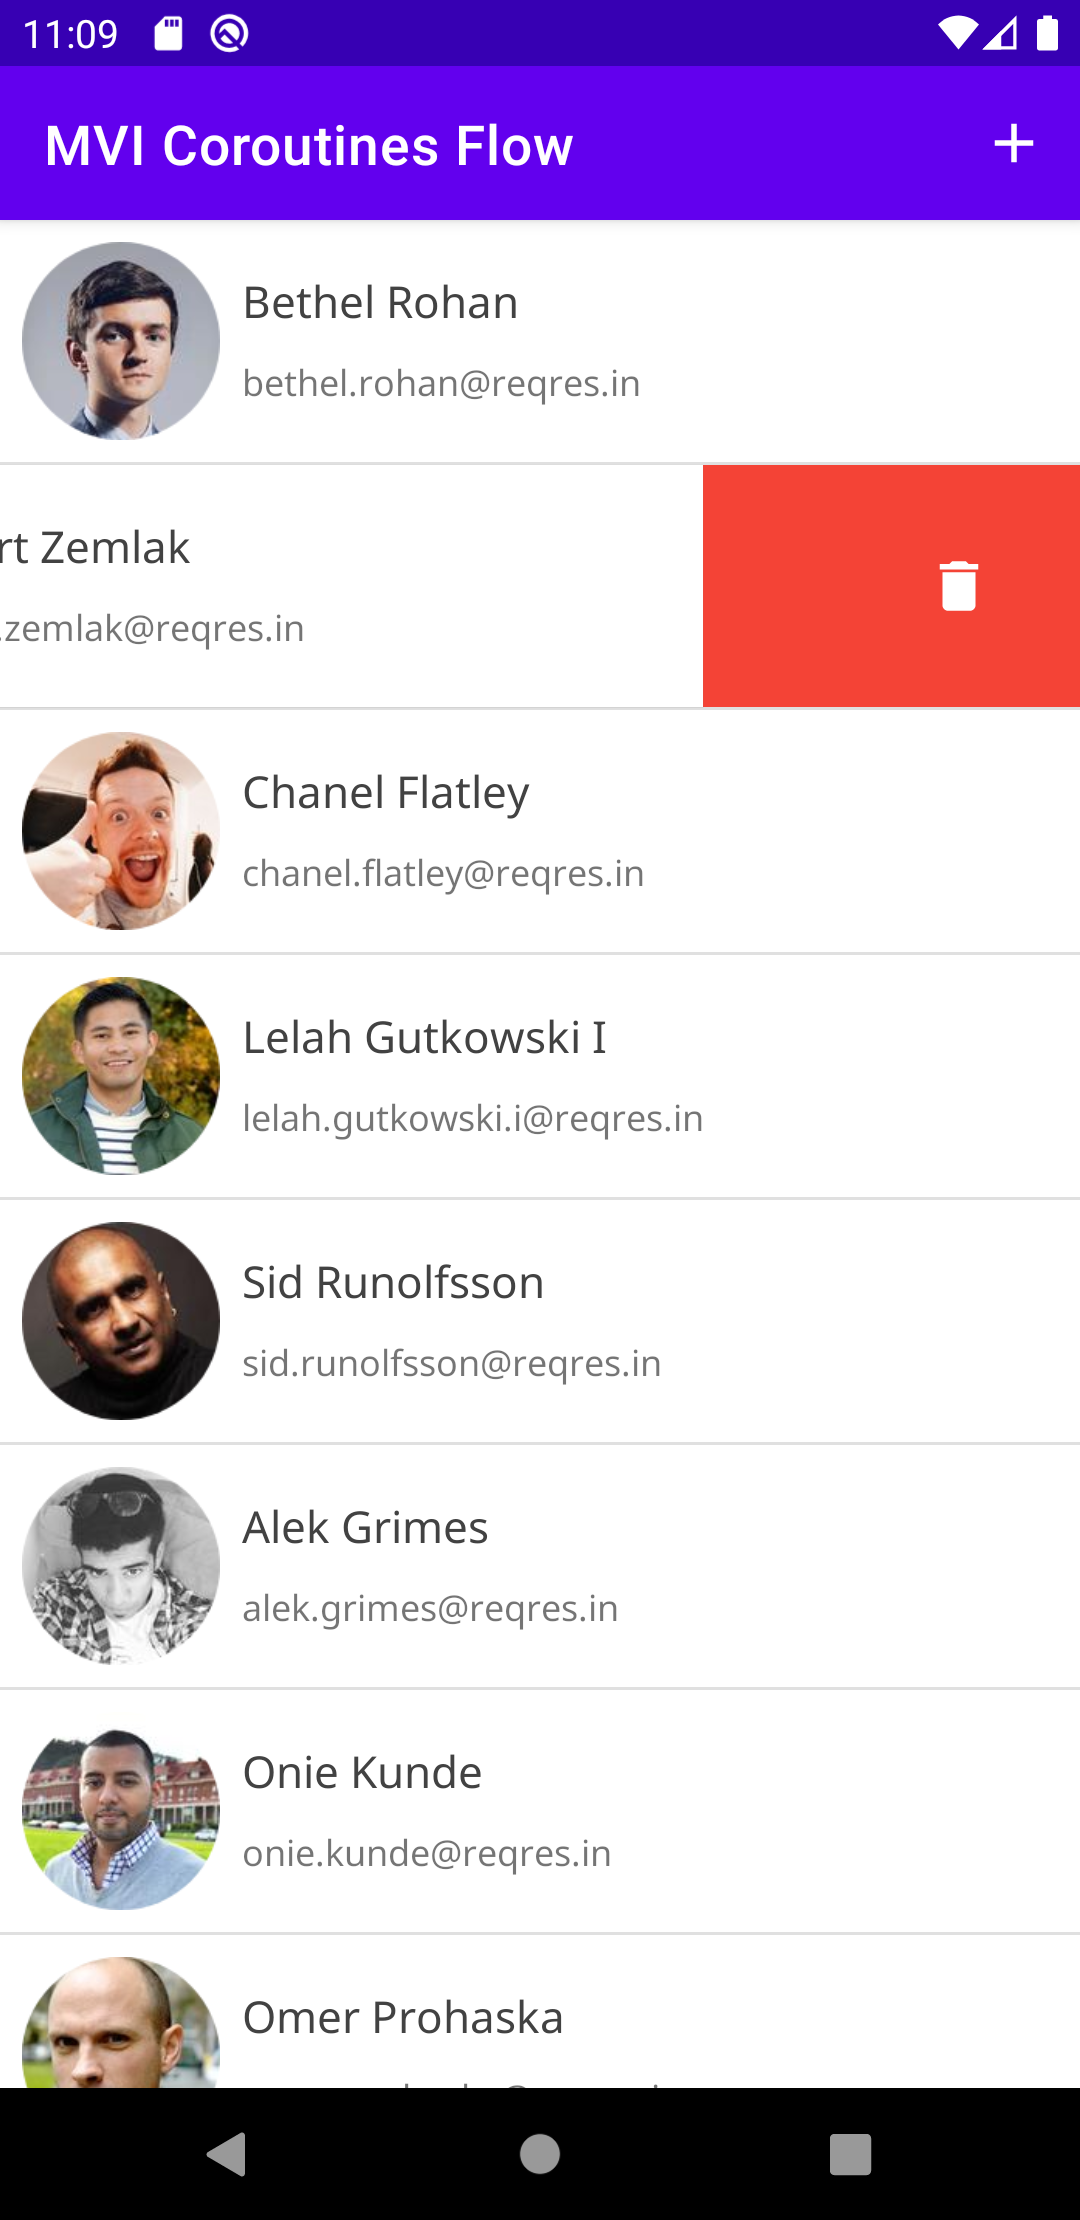 11:09
MVI Coroutines Flow
Bethel Rohan
bethel.rohan@reqres.in
rt Zemlak
.zemlak@reqres.in
Chanel Flatley
chanel.flatley@reqres.in
Lelah Gutkowski I
lelah.gutkowski.i@reqres.in
Sid Runolfsson
sid.runolfsson@reqres.in
Alek Grimes
alek.grimes@reqres.in
Onie Kunde
onie.kunde@reqres.in
Omer Prohaska